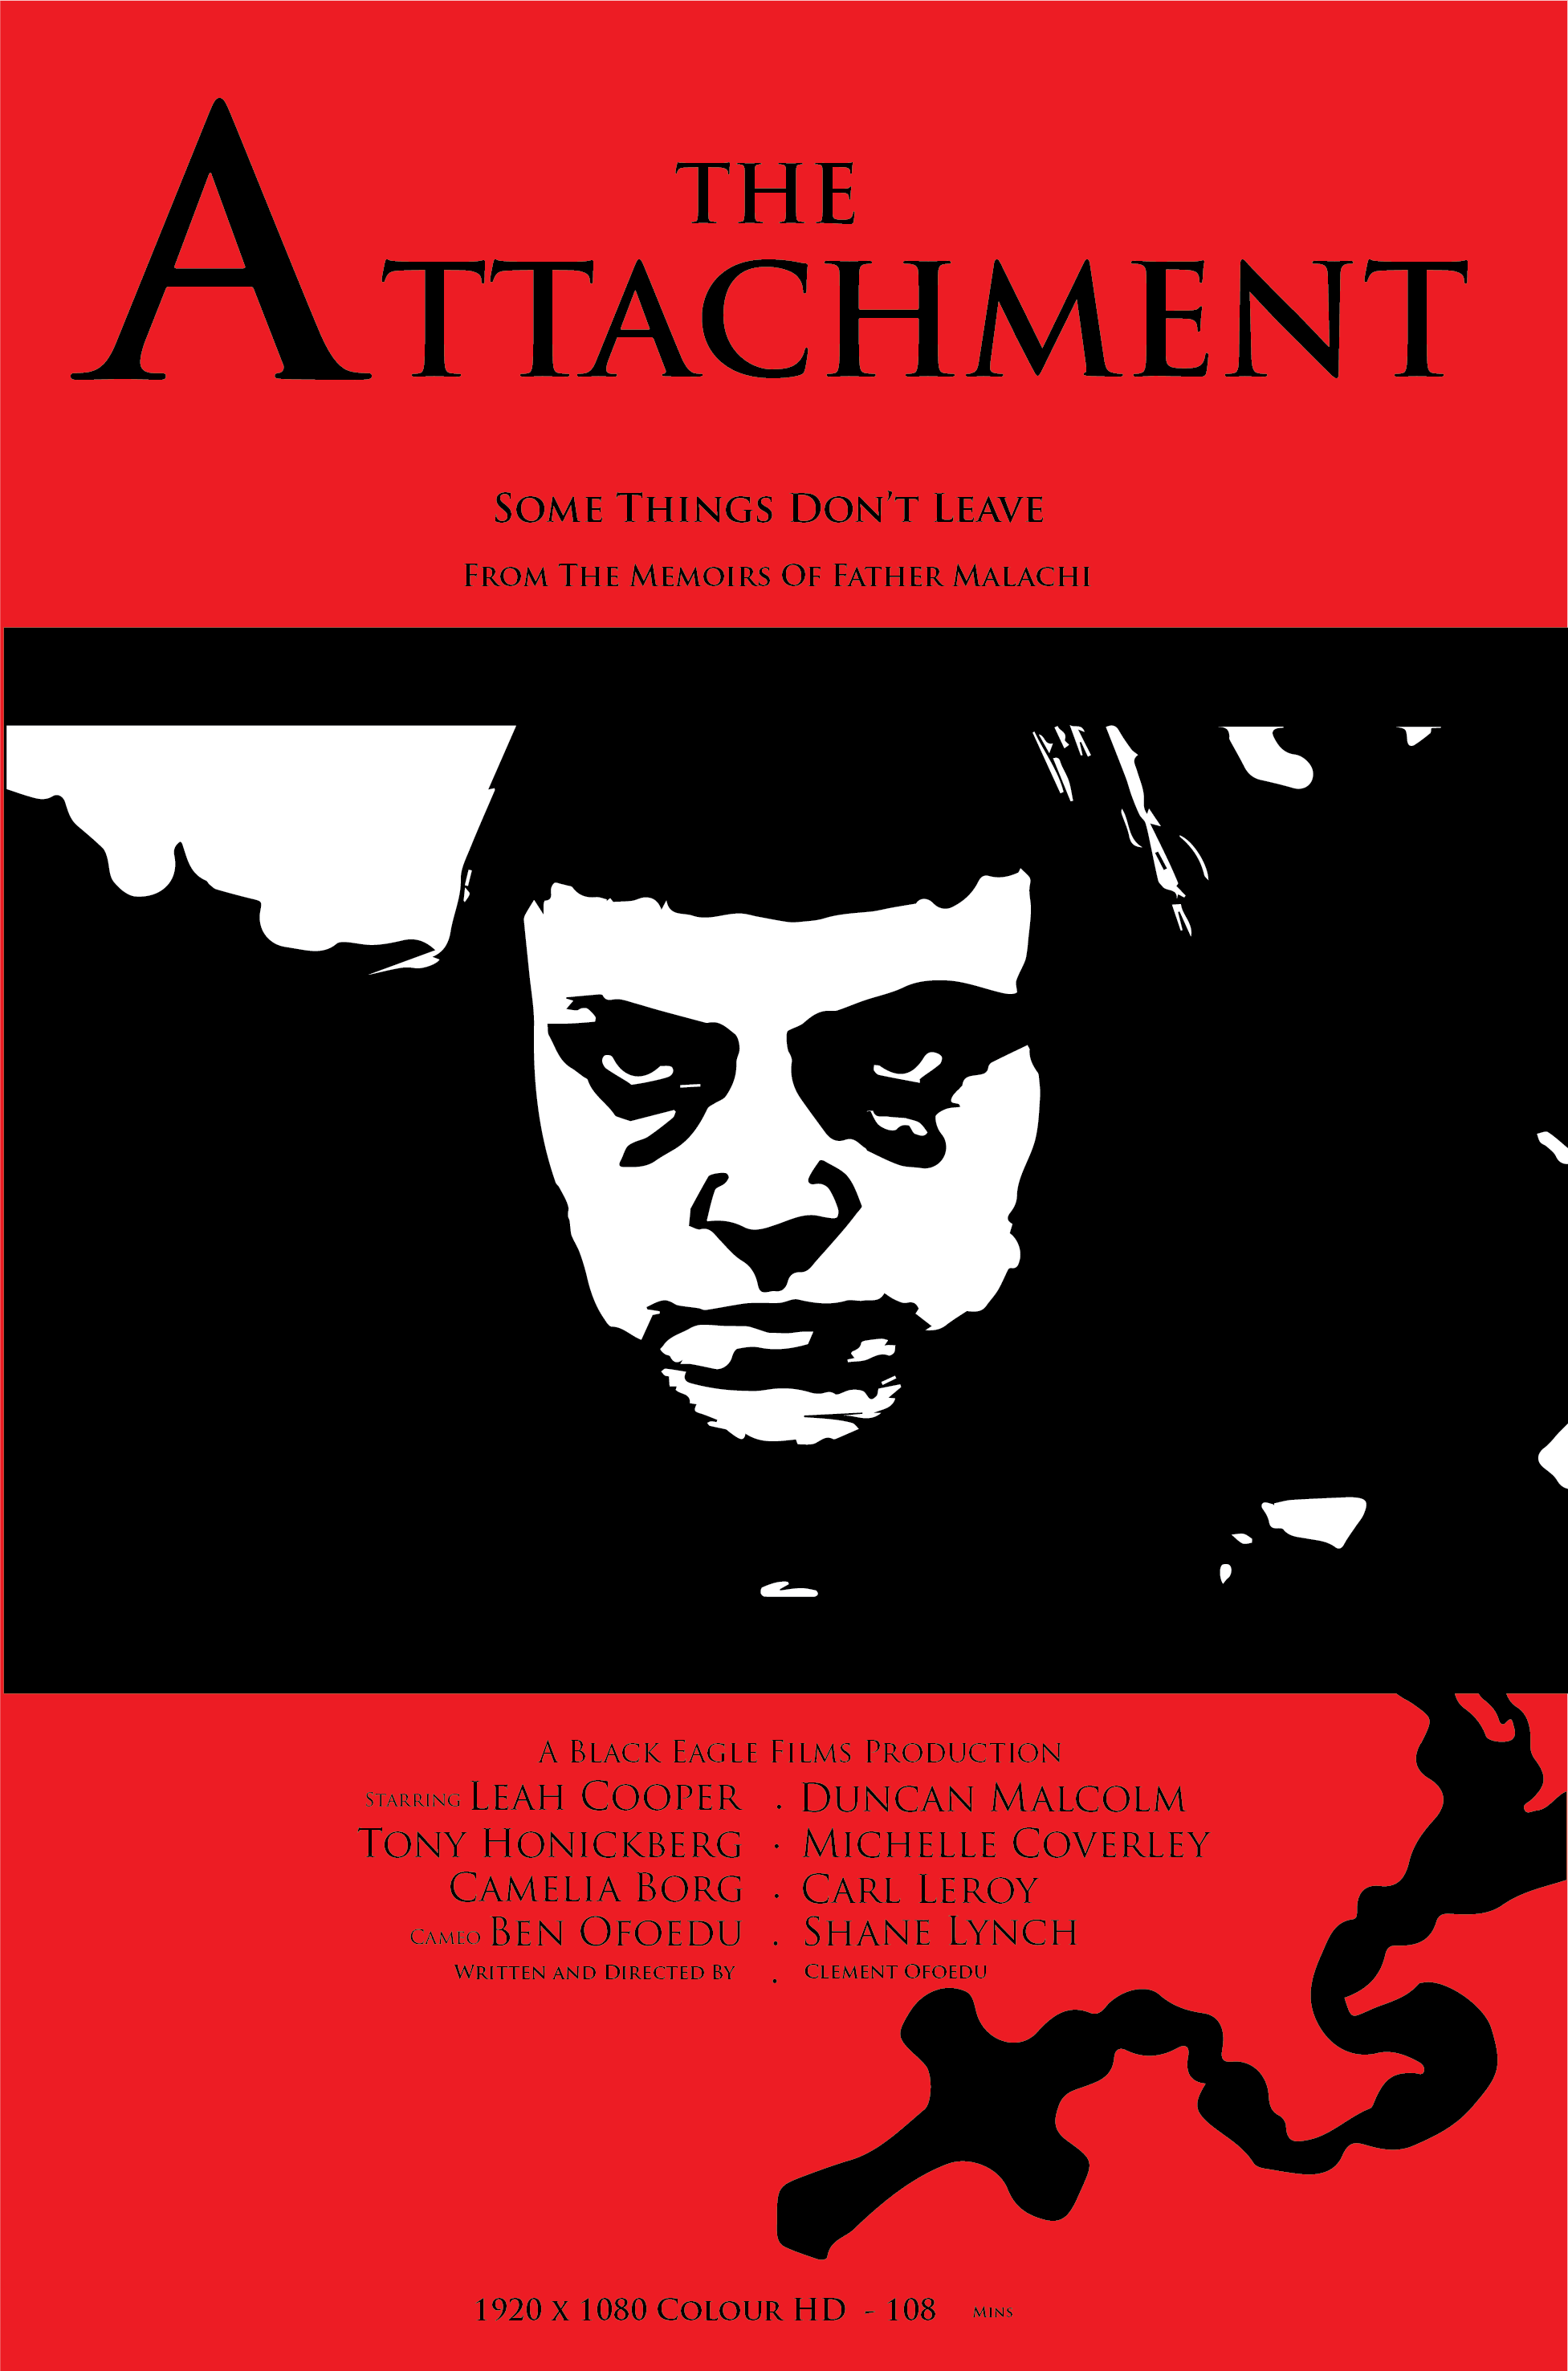 THE
ATTACHMENT
SOME THINGS DON'T LEAVE
FROM THE MEMOIRS OF FATHER MALACHI
A BLACK EAGLE FILMS PRODUCTION
STARRING LEAH COOPER . DUNCAN MALCOLM
TONY HONICKBERG . MICHELLE COVERLEY
CAMELIA BORG . CARL LEROY
CAMEO BEN OFOEDU . SHANE LYNCH
WRITTEN AND DIRECTED BY . CLEMENT OFOEDU
1920 X 1080 COLOUR HD - 108 MINS